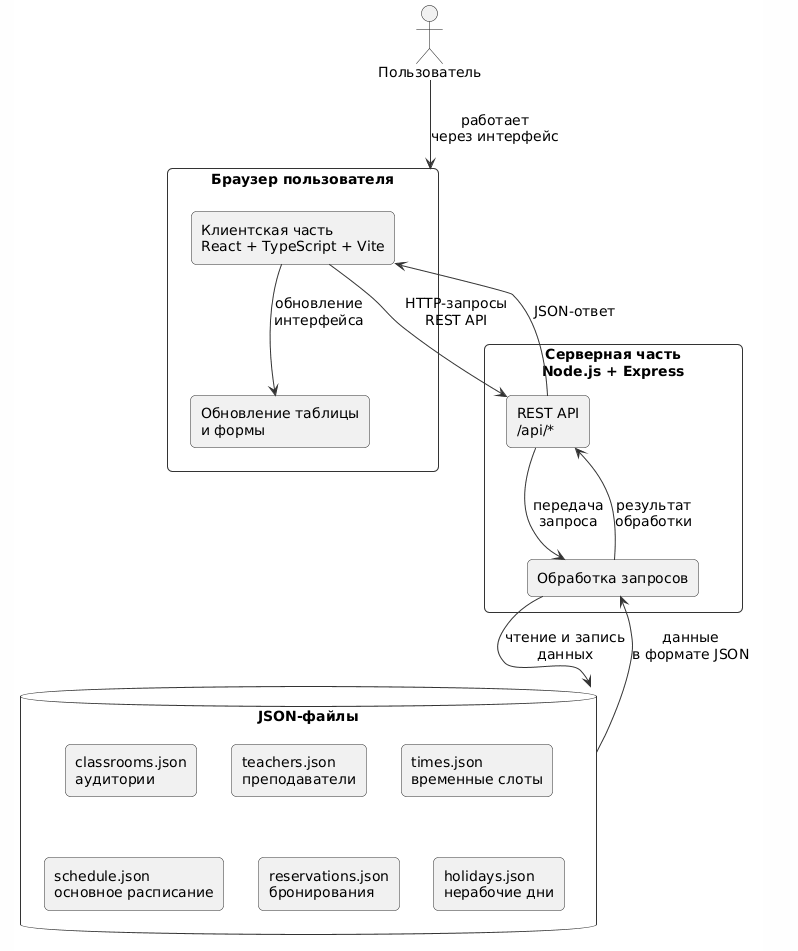 Пользователь
работает
через интерфейс
Браузер пользователя
Клиентская часть
React + TypeScript + Vite
обновление
интерфейса
HTTP-запросы
REST API
JSON-ответ
Серверная часть
Node.js + Express
Обновление таблицы
и формы
REST API
/api/*
передача
запроса
результат
обработки
Обработка запросов
чтение и запись
данных
данные
в формате JSON
JSON-файлы
classrooms.json
аудитории
teachers.json
преподаватели
times.json
временные слоты
schedule.json
основное расписание
reservations.json
бронирования
holidays.json
нерабочие дни